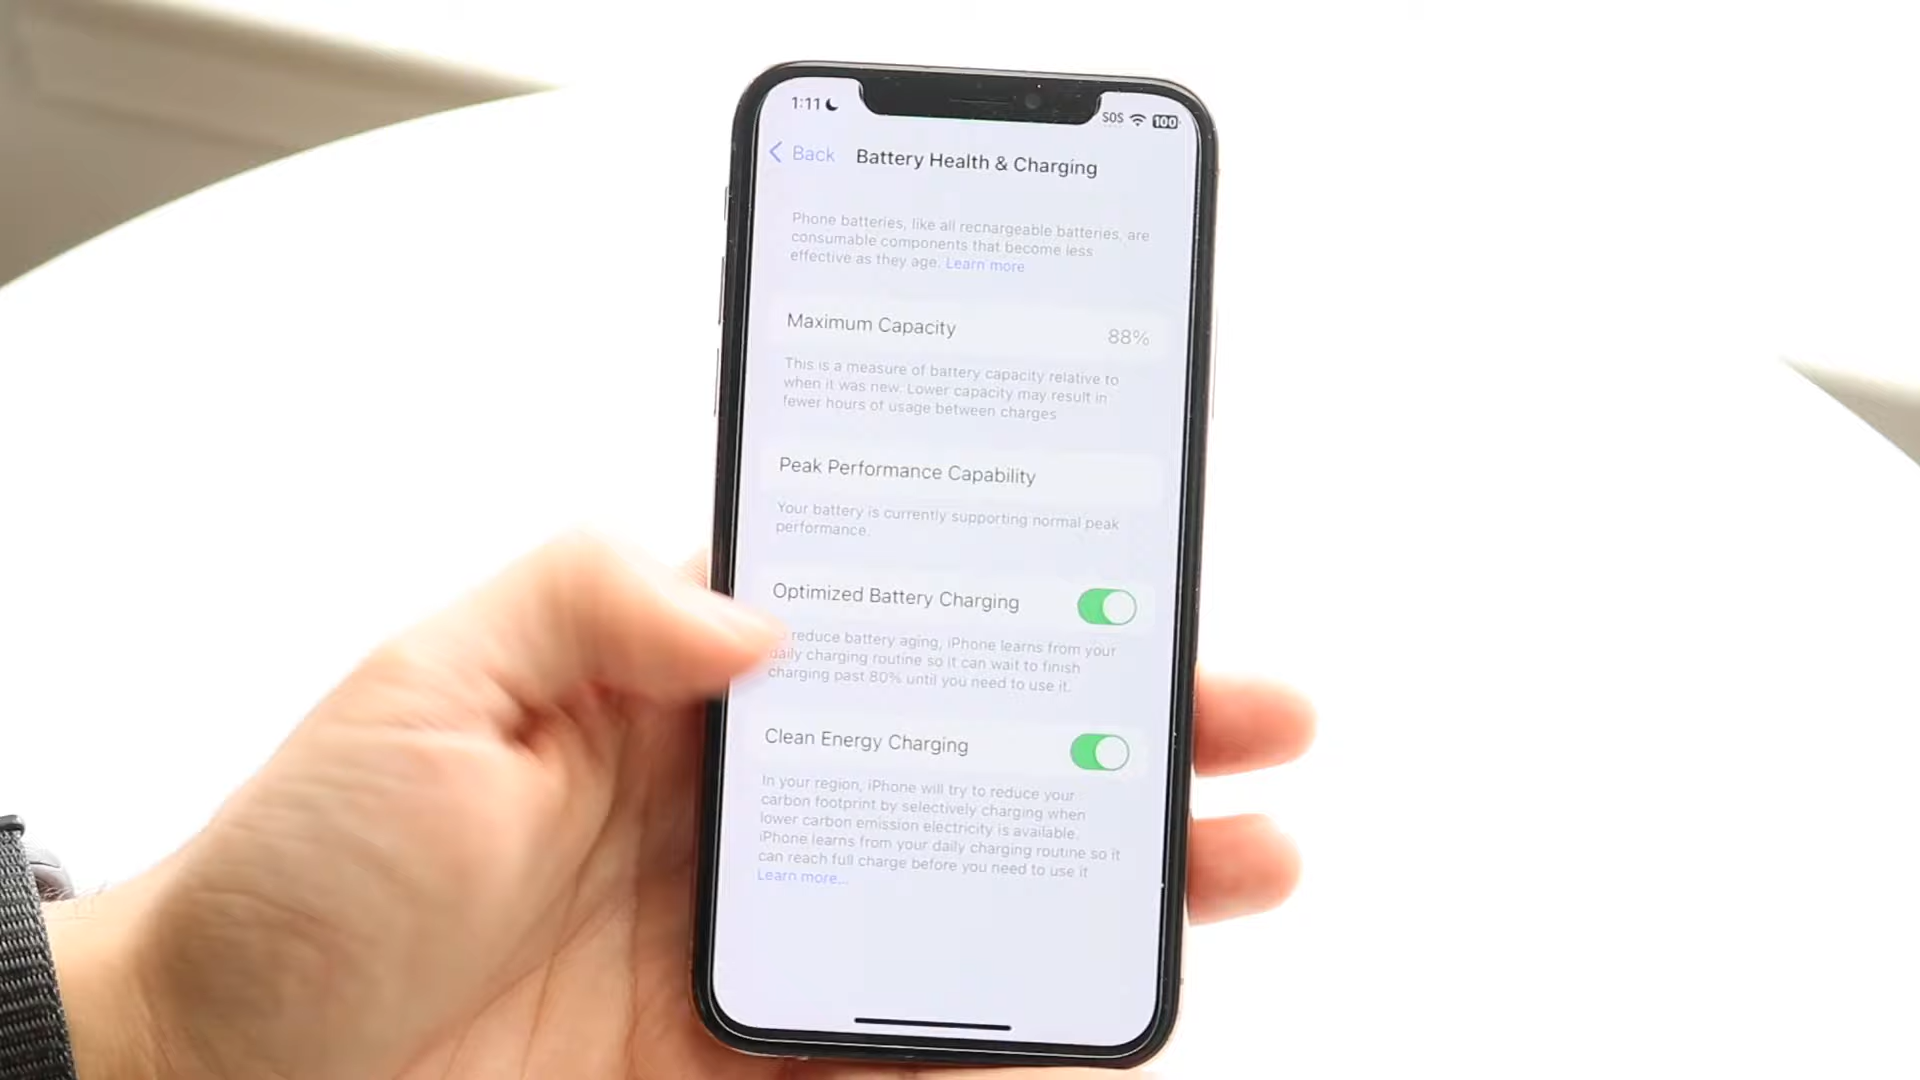 1:11
SOS 100
Back Battery Health & Charging
Phone batteries, like all rechargeable batteries, are
consumable components that become less
effective as they age. Learn more
Maximum Capacity 88%
This is a measure of battery capacity relative to
when it was new. Lower capacity may result in
fewer hours of usage between charges
Peak Performance Capability
Your battery is currently supporting normal peak
performance.
Optimized Battery Charging
reduce battery aging, iPhone learns from your
daily charging routine so it can wait to finish
charging past 80% until you need to use it.
Clean Energy Charging
In your region, iPhone will try to reduce your
carbon footprint by selectively charging when
lower carbon emission electricity is available.
iPhone learns from your daily charging routine so it
can reach full charge before you need to use it
Learn more...